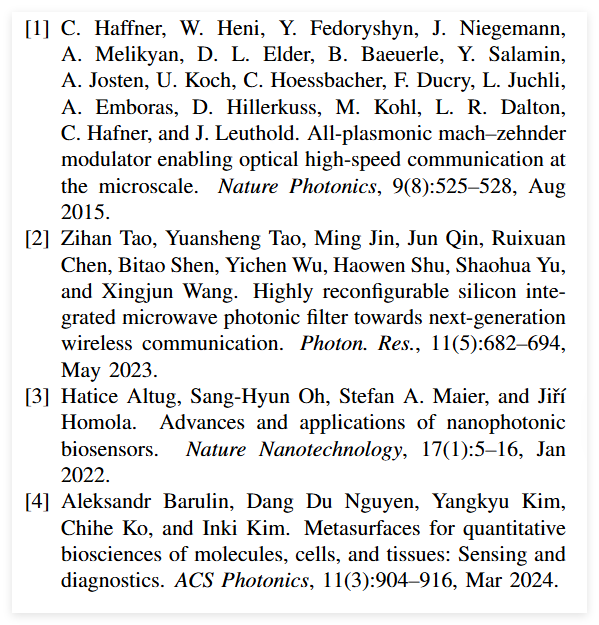 [1] C. Haffner, W. Heni, Y. Fedoryshyn, J. Niegemann,
A. Melikyan, D. L. Elder, B. Baeuerle, Y. Salamin,
A. Josten, U. Koch, C. Hoessbacher, F. Ducry, L. Juchli,
A. Emboras, D. Hillerkuss, M. Kohl, L. R. Dalton,
C. Hafner, and J. Leuthold. All-plasmonic mach–zehnder
modulator enabling optical high-speed communication at
the microscale. Nature Photonics, 9(8):525–528, Aug
2015.
[2] Zihan Tao, Yuansheng Tao, Ming Jin, Jun Qin, Ruixuan
Chen, Bitao Shen, Yichen Wu, Haowen Shu, Shaohua Yu,
and Xingjun Wang. Highly reconfigurable silicon inte-
grated microwave photonic filter towards next-generation
wireless communication. Photon. Res., 11(5):682–694,
May 2023.
[3] Hatice Altug, Sang-Hyun Oh, Stefan A. Maier, and Jiří
Homola. Advances and applications of nanophotonic
biosensors. Nature Nanotechnology, 17(1):5–16, Jan
2022.
[4] Aleksandr Barulin, Dang Du Nguyen, Yangkyu Kim,
Chihe Ko, and Inki Kim. Metasurfaces for quantitative
biosciences of molecules, cells, and tissues: Sensing and
diagnostics. ACS Photonics, 11(3):904–916, Mar 2024.